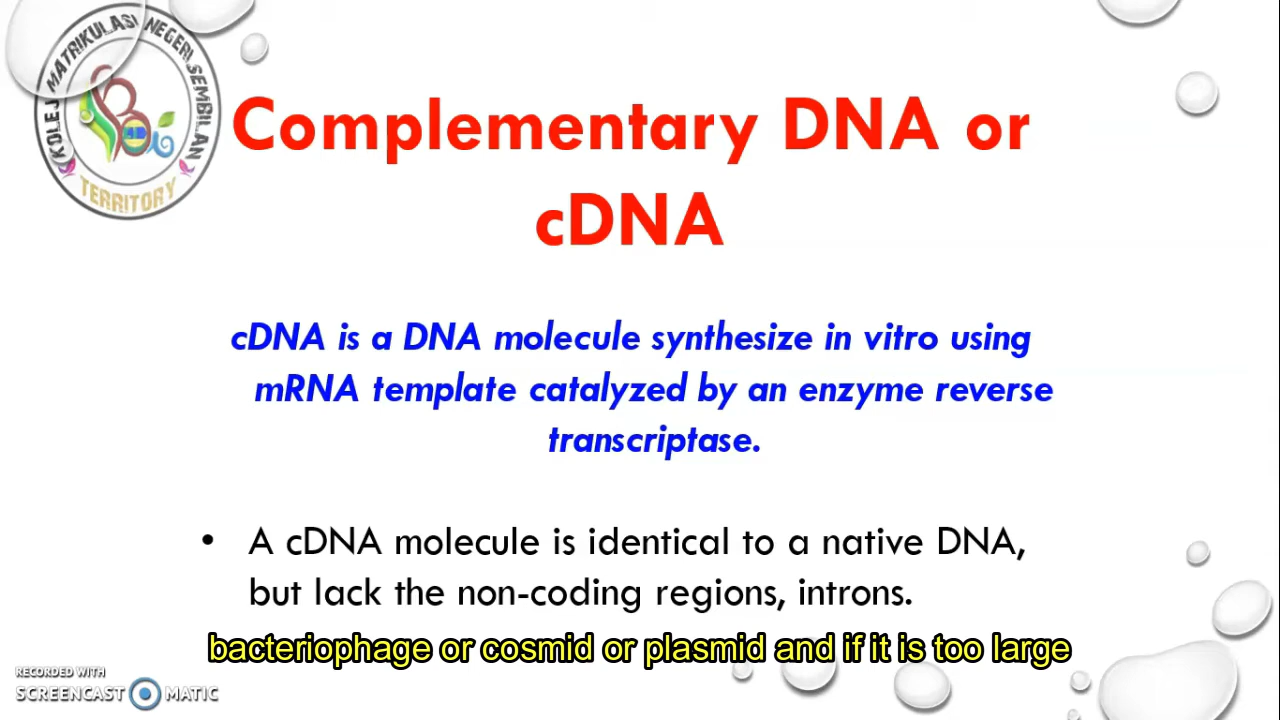 KOLEJ MATRIKULASI NEGERI SEMBILAN
TERRITORY
Complementary DNA or
cDNA
cDNA is a DNA molecule synthesize in vitro using
mRNA template catalyzed by an enzyme reverse
transcriptase.
• A cDNA molecule is identical to a native DNA,
but lack the non-coding regions, introns.
bacteriophage or cosmid or plasmid and if it is too large
RECORDED WITH
SCREENCAST MATIC